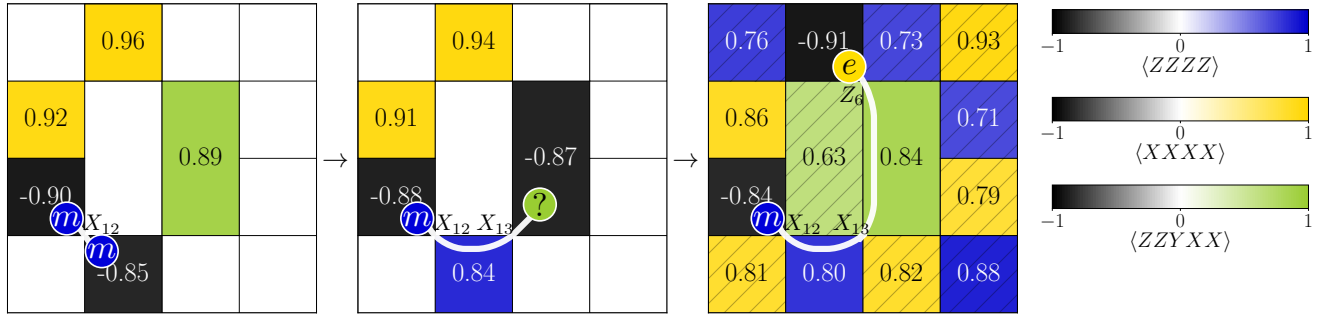 0.96
0.92
0.89
-0.90
m
X12
m
-0.85
→
0.94
0.91
-0.87
-0.88
m
X12 X13
?
0.84
→
0.76 -0.91 0.73 0.93
e
Z6
0.86
0.71
0.63 0.84
-0.84
0.79
m
X12 X13
0.81 0.80 0.82 0.88
−1 0 1
⟨ZZZZ⟩
−1 0 1
⟨XXXX⟩
−1 0 1
⟨ZZYXX⟩